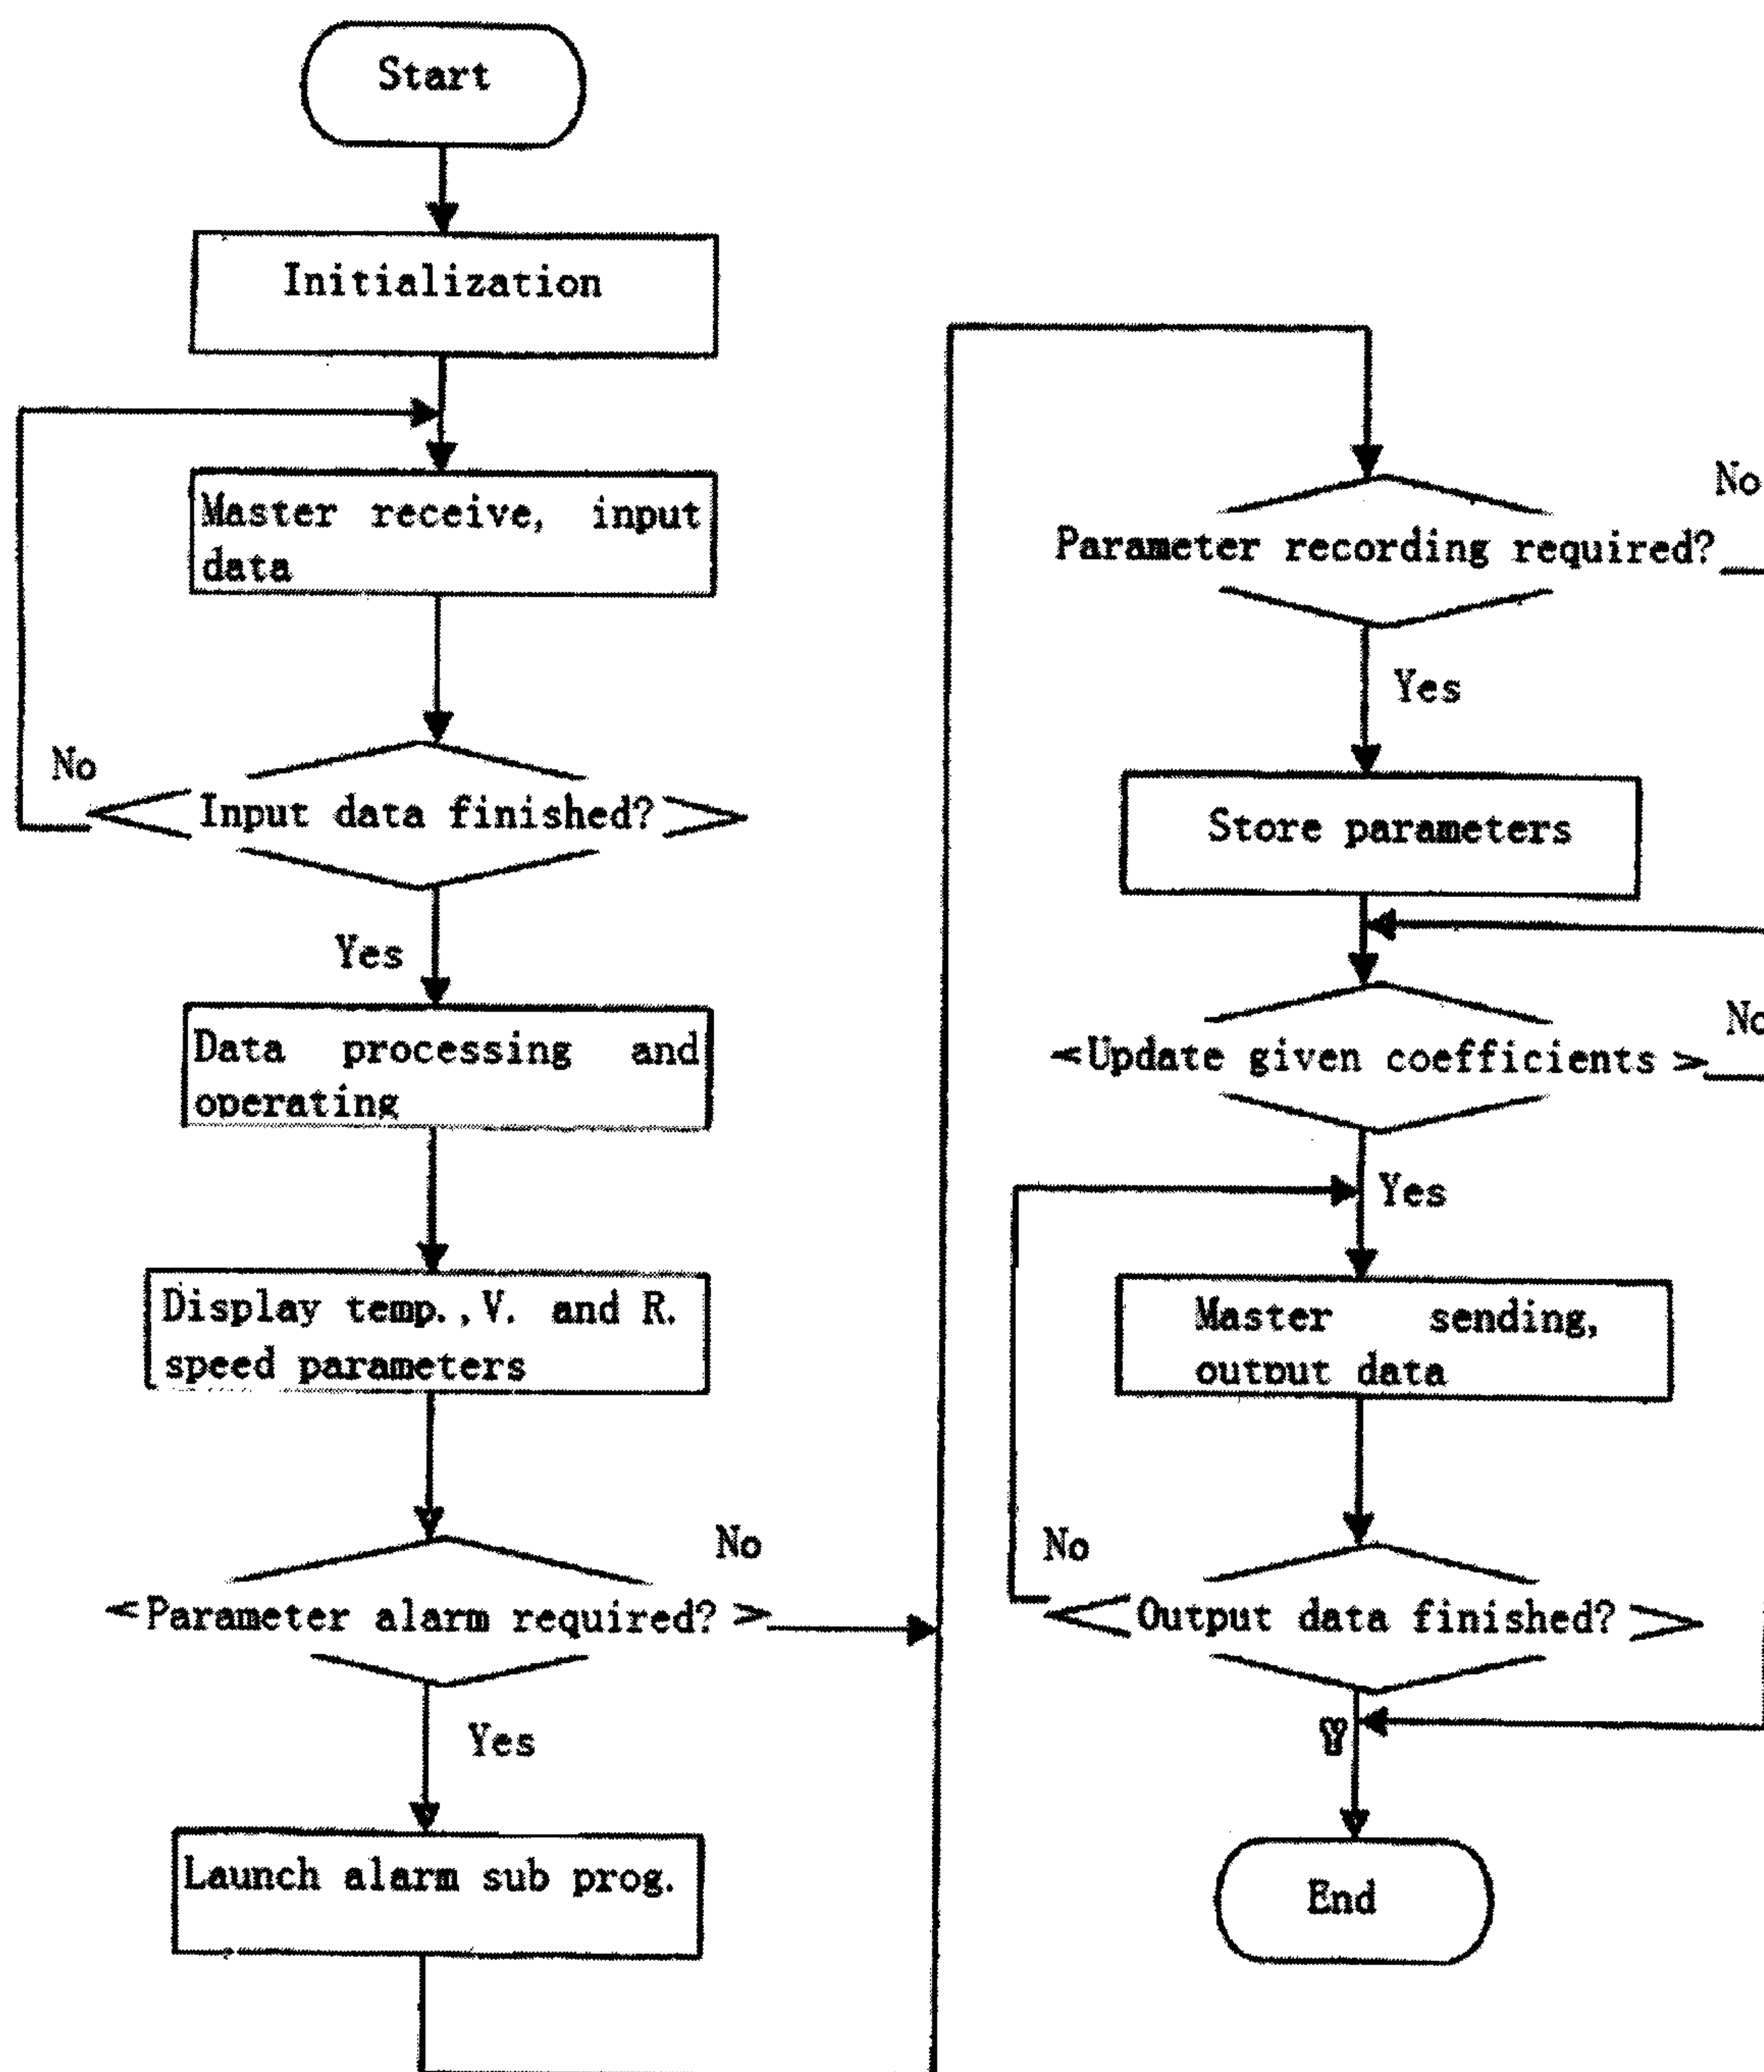 Start
Initialization
Master receive, input
data
No
Input data finished?
Yes
Data processing and
operating
Display temp., V. and R.
speed parameters
No
Parameter alarm required?
Yes
Launch alarm sub prog.
No
Parameter recording required?
Yes
Store parameters
No
Update given coefficients
Yes
Master sending,
output data
No
Output data finished?
Y
End